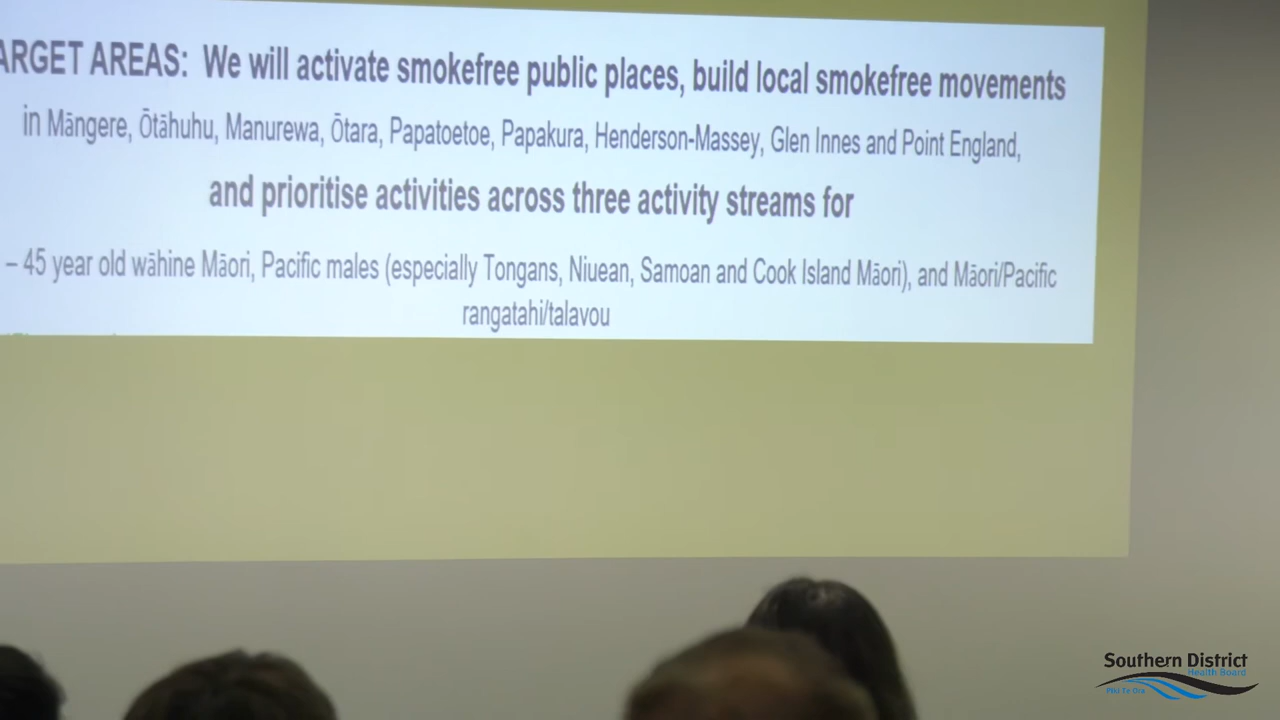 ARGET AREAS: We will activate smokefree public places, build local smokefree movements
in Māngere, Ōtāhuhu, Manurewa, Ōtara, Papatoetoe, Papakura, Henderson-Massey, Glen Innes and Point England,
and prioritise activities across three activity streams for
– 45 year old wāhine Māori, Pacific males (especially Tongans, Niuean, Samoan and Cook Island Māori), and Māori/Pacific
rangatahi/talavou
Southern District
Health Board
Piki Te Ora